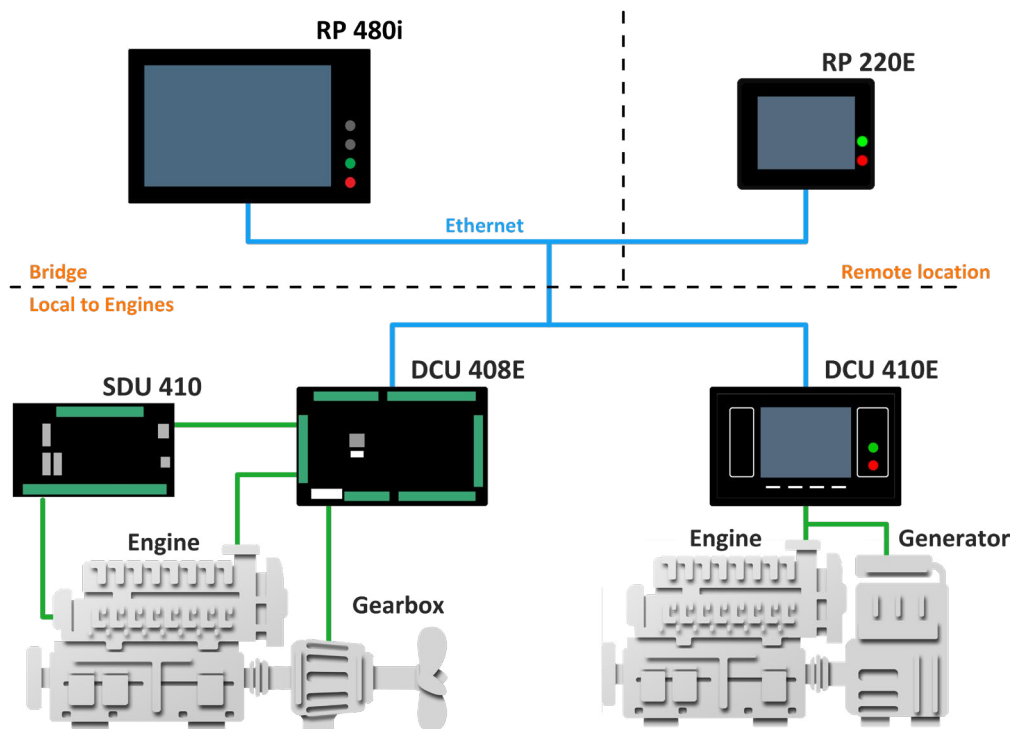 RP 480i
RP 220E
Ethernet
Bridge
Remote location
Local to Engines
SDU 410
DCU 408E
DCU 410E
Engine
Gearbox
Engine
Generator